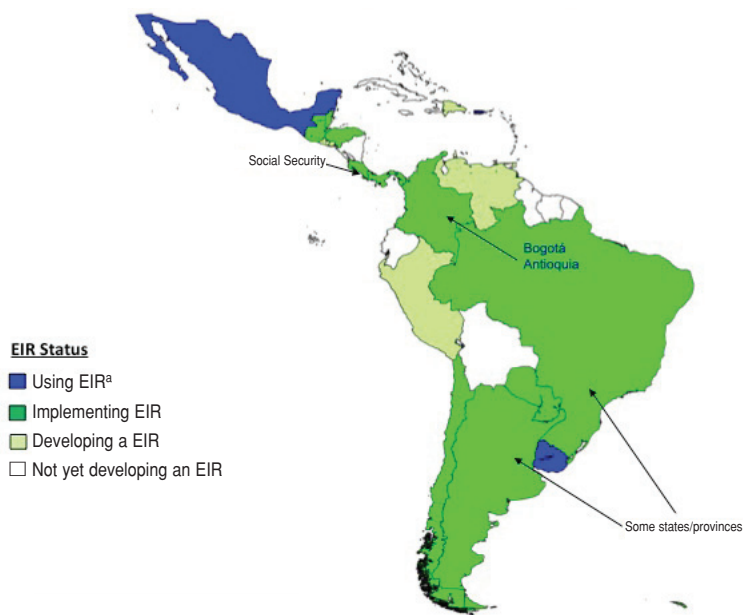 Social Security
Bogotá
Antioquia
EIR Status
Using EIRª
Implementing EIR
Developing a EIR
Not yet developing an EIR
Some states/provinces